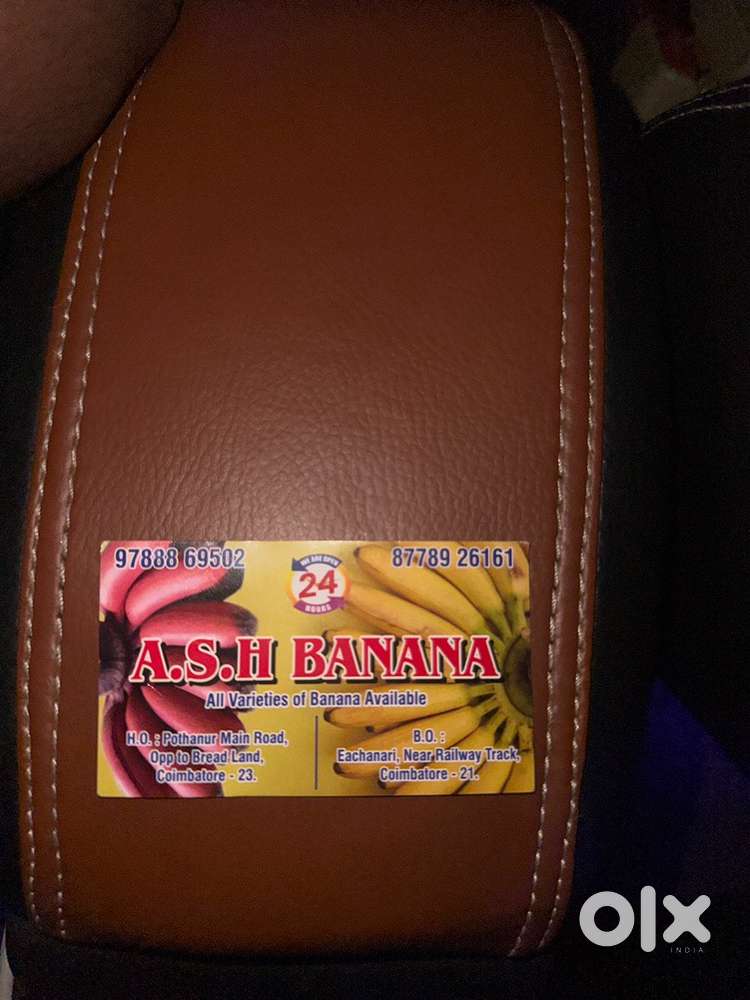 97888 69502
87789 26161
WE ARE OPEN
24
HOURS
A.S.H BANANA
All Varieties of Banana Available
H.O. : Pothanur Main Road,
Opp to Bread Land,
Coimbatore - 23.
B.O. :
Eachanari, Near Railway Track,
Coimbatore - 21.
olx
INDIA